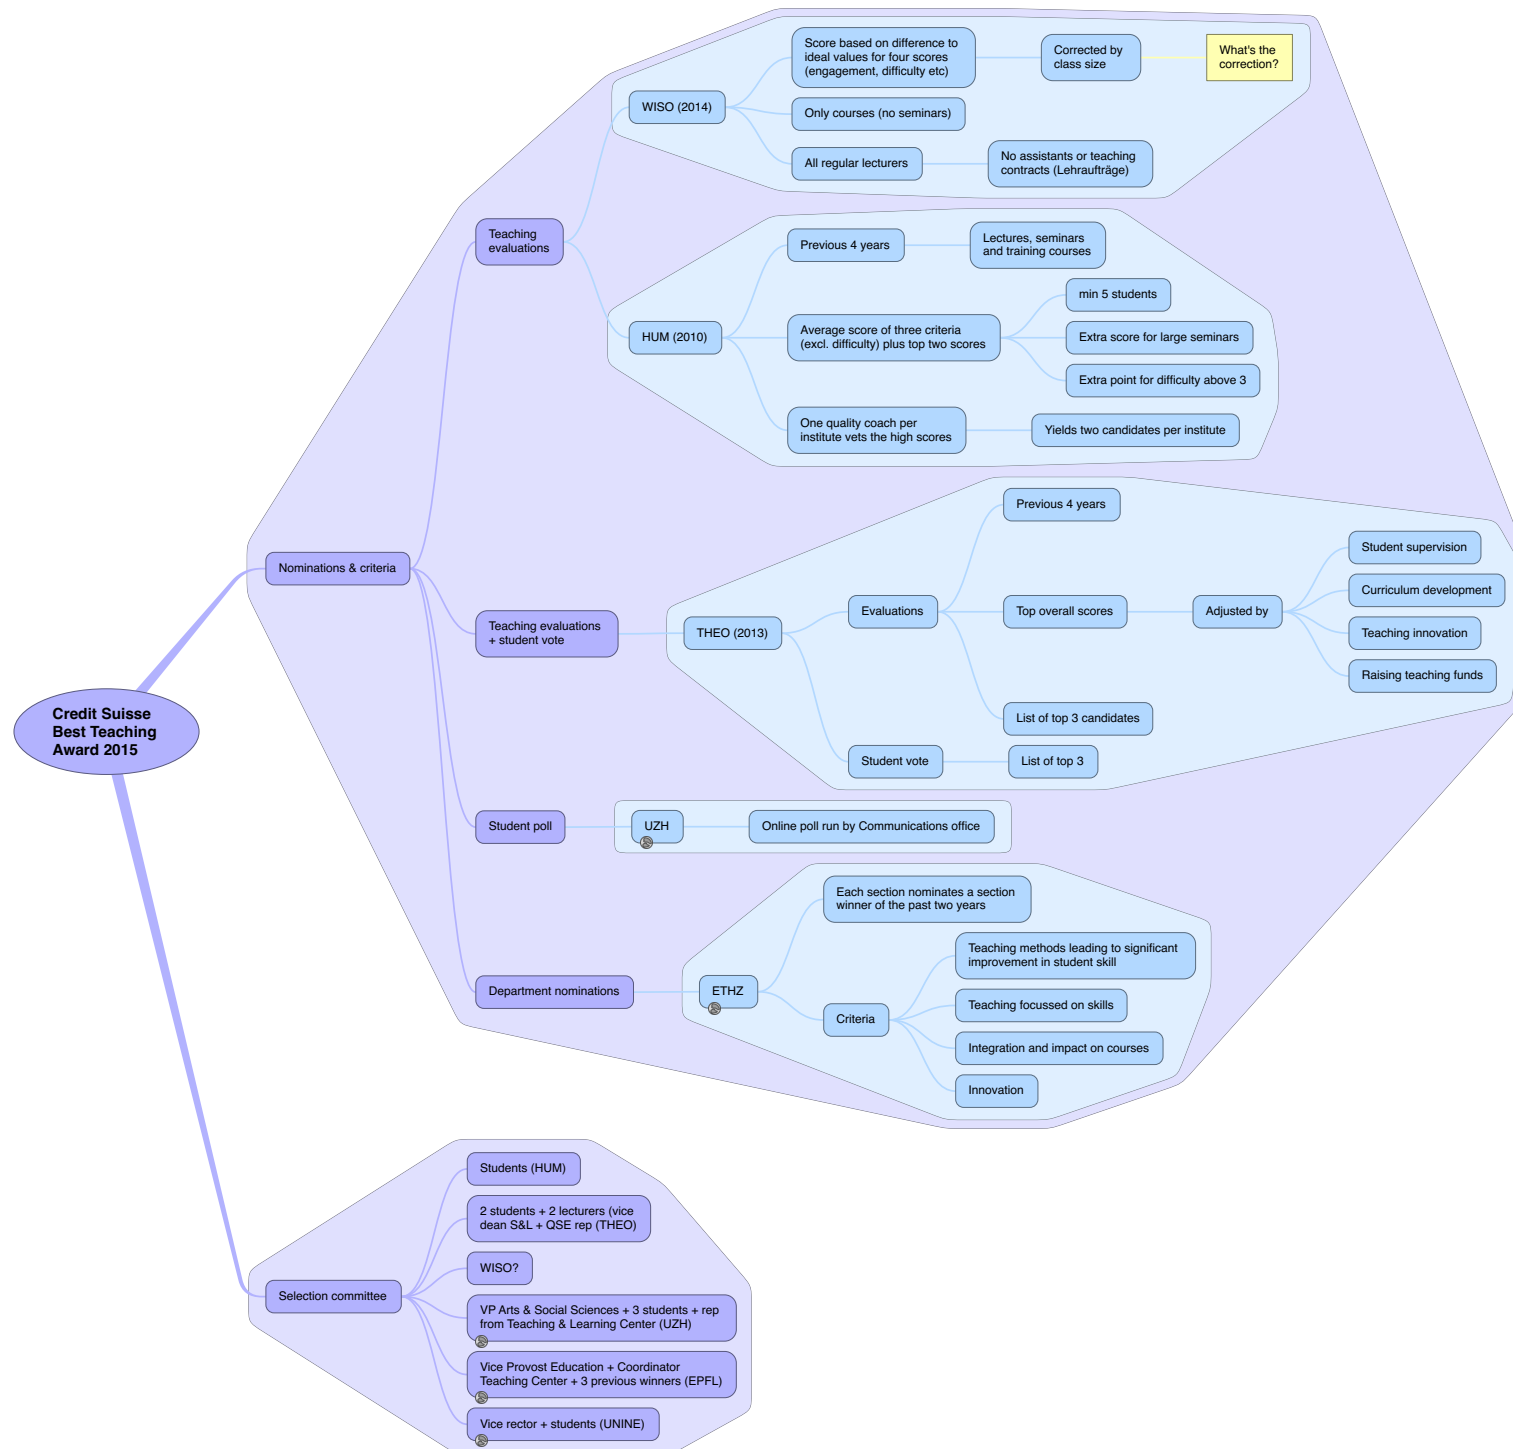 Credit Suisse
Best Teaching
Award 2015
Nominations & criteria
Teaching
evaluations
WISO (2014)
Score based on difference to
ideal values for four scores
(engagement, difficulty etc)
Corrected by
class size
What's the
correction?
Only courses (no seminars)
All regular lecturers
No assistants or teaching
contracts (Lehraufträge)
HUM (2010)
Previous 4 years
Lectures, seminars
and training courses
Average score of three criteria
(excl. difficulty) plus top two scores
min 5 students
Extra score for large seminars
Extra point for difficulty above 3
One quality coach per
institute vets the high scores
Yields two candidates per institute
Teaching evaluations
+ student vote
THEO (2013)
Evaluations
Previous 4 years
Top overall scores
Adjusted by
Student supervision
Curriculum development
Teaching innovation
Raising teaching funds
List of top 3 candidates
Student vote
List of top 3
Student poll
UZH
Online poll run by Communications office
Department nominations
ETHZ
Each section nominates a section
winner of the past two years
Criteria
Teaching methods leading to significant
improvement in student skill
Teaching focussed on skills
Integration and impact on courses
Innovation
Selection committee
Students (HUM)
2 students + 2 lecturers (vice
dean S&L + QSE rep (THEO)
WISO?
VP Arts & Social Sciences + 3 students + rep
from Teaching & Learning Center (UZH)
Vice Provost Education + Coordinator
Teaching Center + 3 previous winners (EPFL)
Vice rector + students (UNINE)